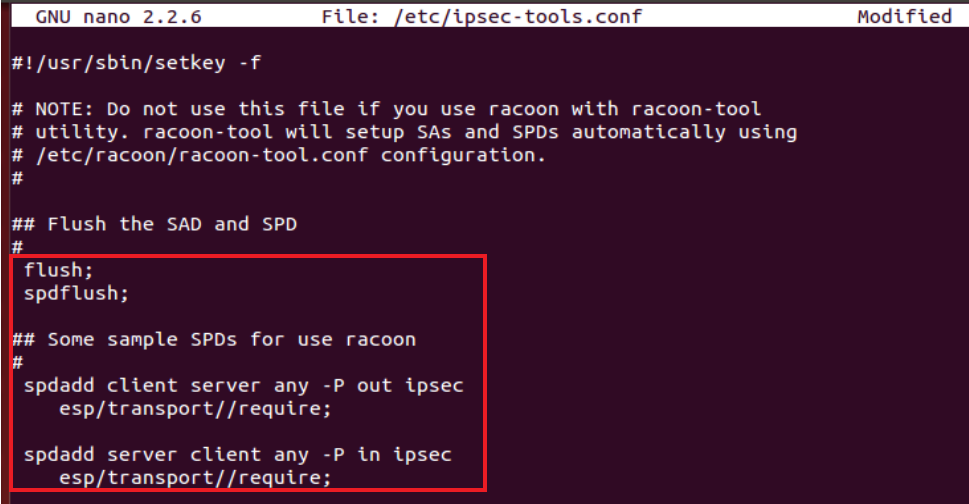 GNU nano 2.2.6 File: /etc/ipsec-tools.conf Modified
#!/usr/sbin/setkey -f
# NOTE: Do not use this file if you use racoon with racoon-tool
# utility. racoon-tool will setup SAs and SPDs automatically using
# /etc/racoon/racoon-tool.conf configuration.
#
## Flush the SAD and SPD
#
flush;
spdflush;
## Some sample SPDs for use racoon
#
spdadd client server any -P out ipsec
esp/transport//require;
spdadd server client any -P in ipsec
esp/transport//require;